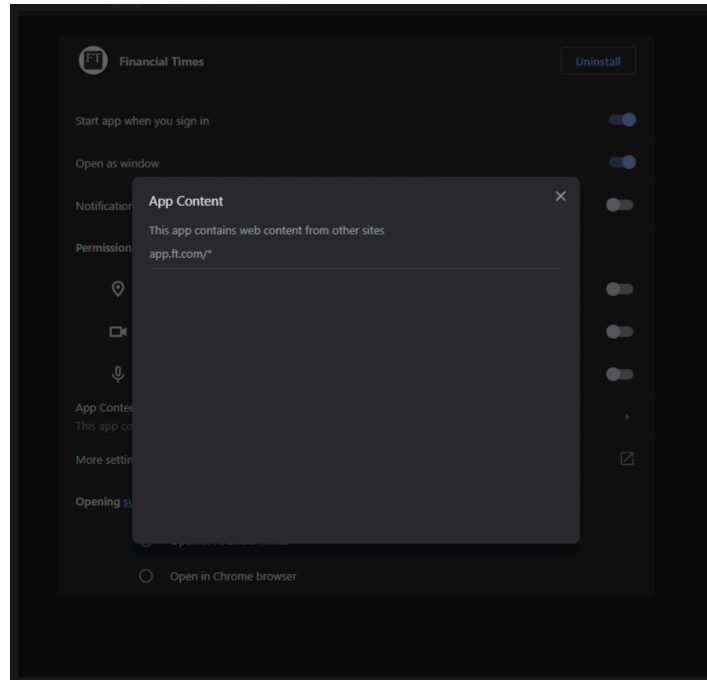 FT
Financial Times
Uninstall
Start app when you sign in
Open as window
Notification
App Content
This app contains web content from other sites
app.ft.com/*
Permission
App Conten
This app co
More settin
Opening su
Open in Chrome browser